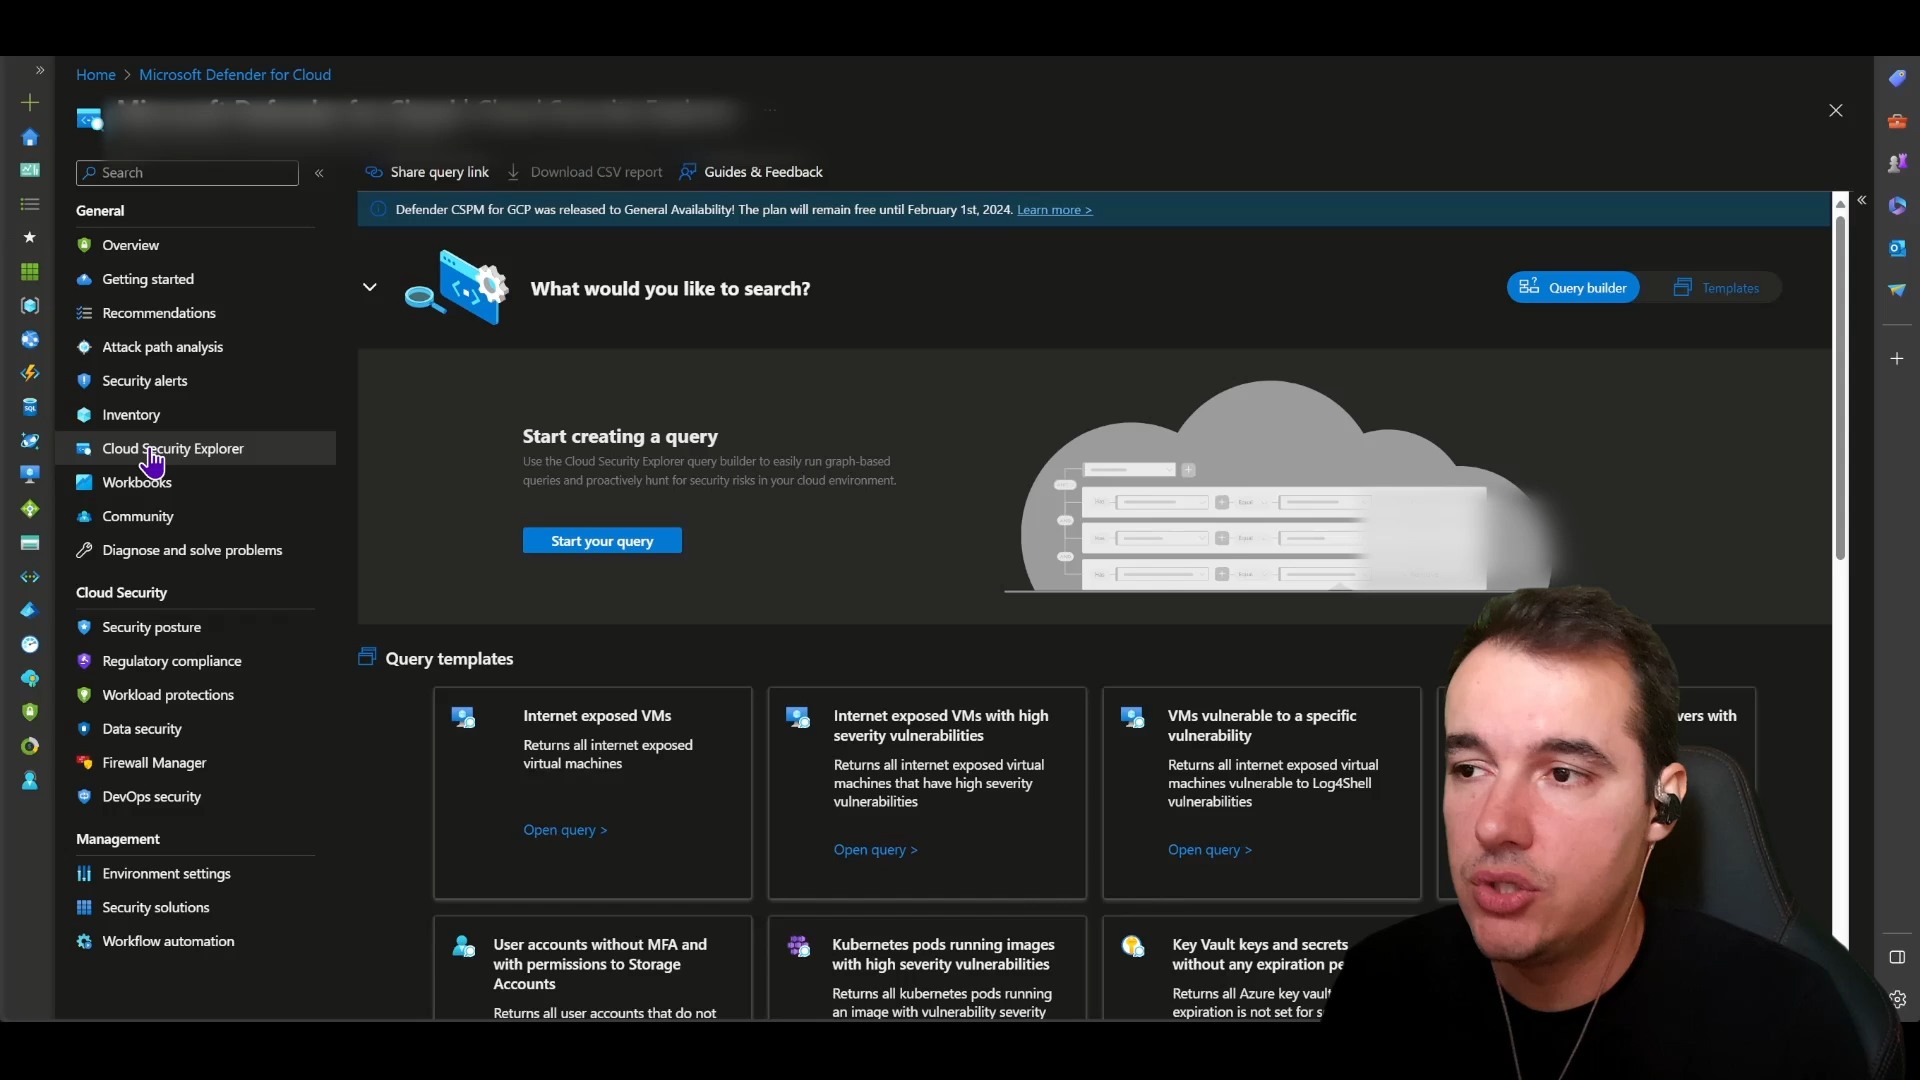 Home > Microsoft Defender for Cloud
Search
Share query link
Download CSV report
Guides & Feedback
Defender CSPM for GCP was released to General Availability! The plan will remain free until February 1st, 2024. Learn more >
What would you like to search?
Query builder
Templates
General
Overview
Getting started
Recommendations
Attack path analysis
Security alerts
Inventory
Cloud Security Explorer
Workbooks
Community
Diagnose and solve problems
Cloud Security
Security posture
Regulatory compliance
Workload protections
Data security
Firewall Manager
DevOps security
Management
Environment settings
Security solutions
Workflow automation
Start creating a query
Use the Cloud Security Explorer query builder to easily run graph-based
queries and proactively hunt for security risks in your cloud environment.
Start your query
Query templates
Internet exposed VMs
Returns all internet exposed
virtual machines
Open query >
Internet exposed VMs with high
severity vulnerabilities
Returns all internet exposed virtual
machines that have high severity
vulnerabilities
Open query >
VMs vulnerable to a specific
vulnerability
Returns all internet exposed virtual
machines vulnerable to Log4Shell
vulnerabilities
Open query >
with
User accounts without MFA and
with permissions to Storage
Accounts
Returns all user accounts that do not
Kubernetes pods running images
with high severity vulnerabilities
Returns all kubernetes pods running
an image with vulnerability severity
Key Vault keys and secrets
without any expiration
Returns all Azure key vault
expiration is not set for